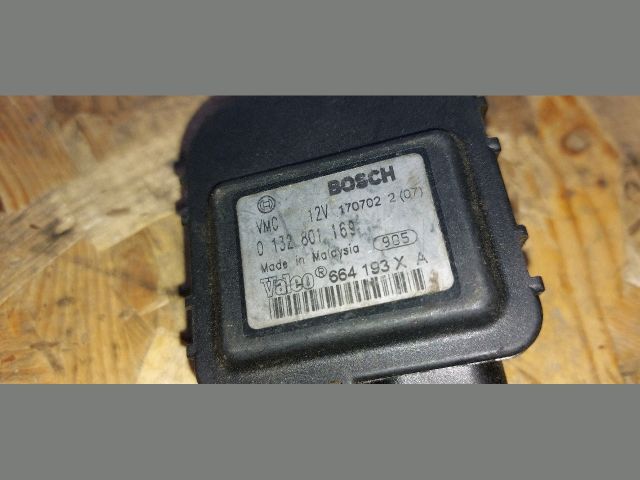 BOSCH
VMC 12V 170702 2 (07)
0 132 801 169
Made in Malaysia 905
Valeo® 664 193 X A